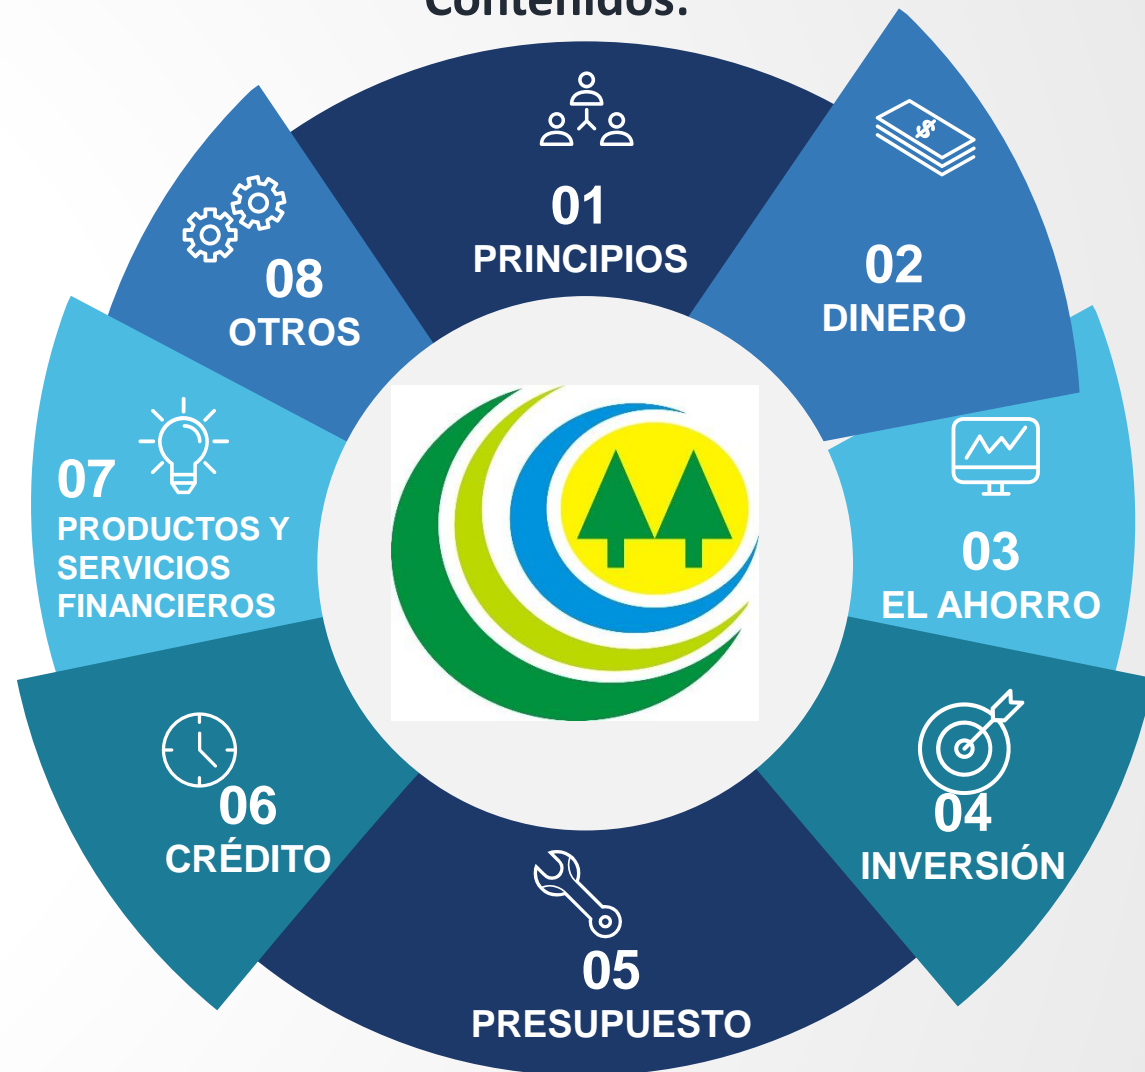 Contenidos:
01
PRINCIPIOS
02
DINERO
03
EL AHORRO
04
INVERSIÓN
05
PRESUPUESTO
06
CRÉDITO
07
PRODUCTOS Y
SERVICIOS
FINANCIEROS
08
OTROS
$